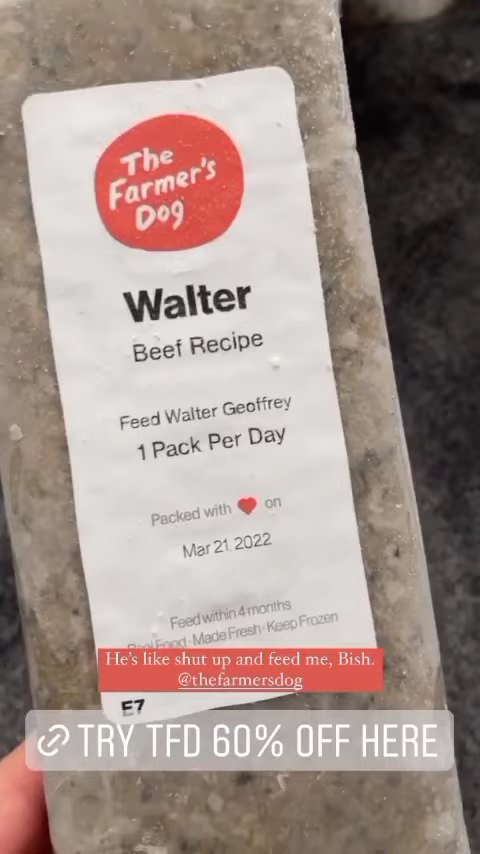 The
Farmer's
Dog
Walter
Beef Recipe
Feed Walter Geoffrey
1 Pack Per Day
Packed with ❤ on
Mar 21. 2022
Feed within 4 months
Real Food · Made Fresh · Keep Frozen
He's like shut up and feed me, Bish.
@thefarmersdog
E7
TRY TFD 60% OFF HERE